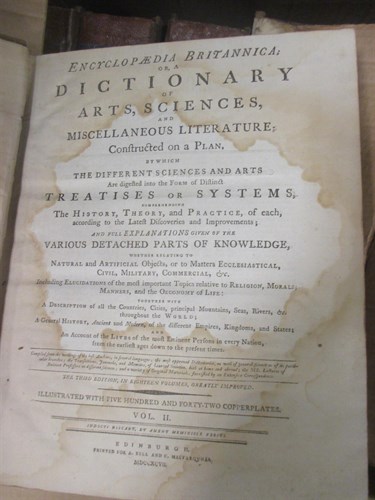 ENCYCLOPÆDIA BRITANNICA;
OR, A
DICTIONARY
OF
ARTS, SCIENCES,
AND
MISCELLANEOUS LITERATURE;
Constructed on a PLAN,
BY WHICH
THE DIFFERENT SCIENCES AND ARTS
Are digested into the FORM of Distinct
TREATISES OR SYSTEMS,
COMPREHENDING
The HISTORY, THEORY, and PRACTICE, of each,
according to the Latest Discoveries and Improvements;
AND FULL EXPLANATIONS GIVEN OF THE
VARIOUS DETACHED PARTS OF KNOWLEDGE,
WHETHER RELATING TO
NATURAL and ARTIFICIAL Objects, or to Matters ECCLESIASTICAL,
CIVIL, MILITARY, COMMERCIAL, &c.
Including ELUCIDATIONS of the most important Topics relative to RELIGION, MORALS,
MANNERS, and the OECONOMY of LIFE:
TOGETHER WITH
A DESCRIPTION of all the Countries, Cities, principal Mountains, Seas, Rivers, &c.
throughout the WORLD;
A General HISTORY, Ancient and Modern, of the different Empires, Kingdoms, and States;
AND
An Account of the LIVES of the most Eminent Persons in every Nation,
from the earliest ages down to the present times.
THE THIRD EDITION, IN EIGHTEEN VOLUMES, GREATLY IMPROVED.
ILLUSTRATED WITH FIVE HUNDRED AND FORTY-TWO COPPERPLATES.
VOL. II.
INDOCTI DISCANT, ET AMENT MEMINISSE PERITI.
EDINBURGH,
PRINTED FOR A. BELL AND C. MACFARQUHAR,
MDCCXCVII.